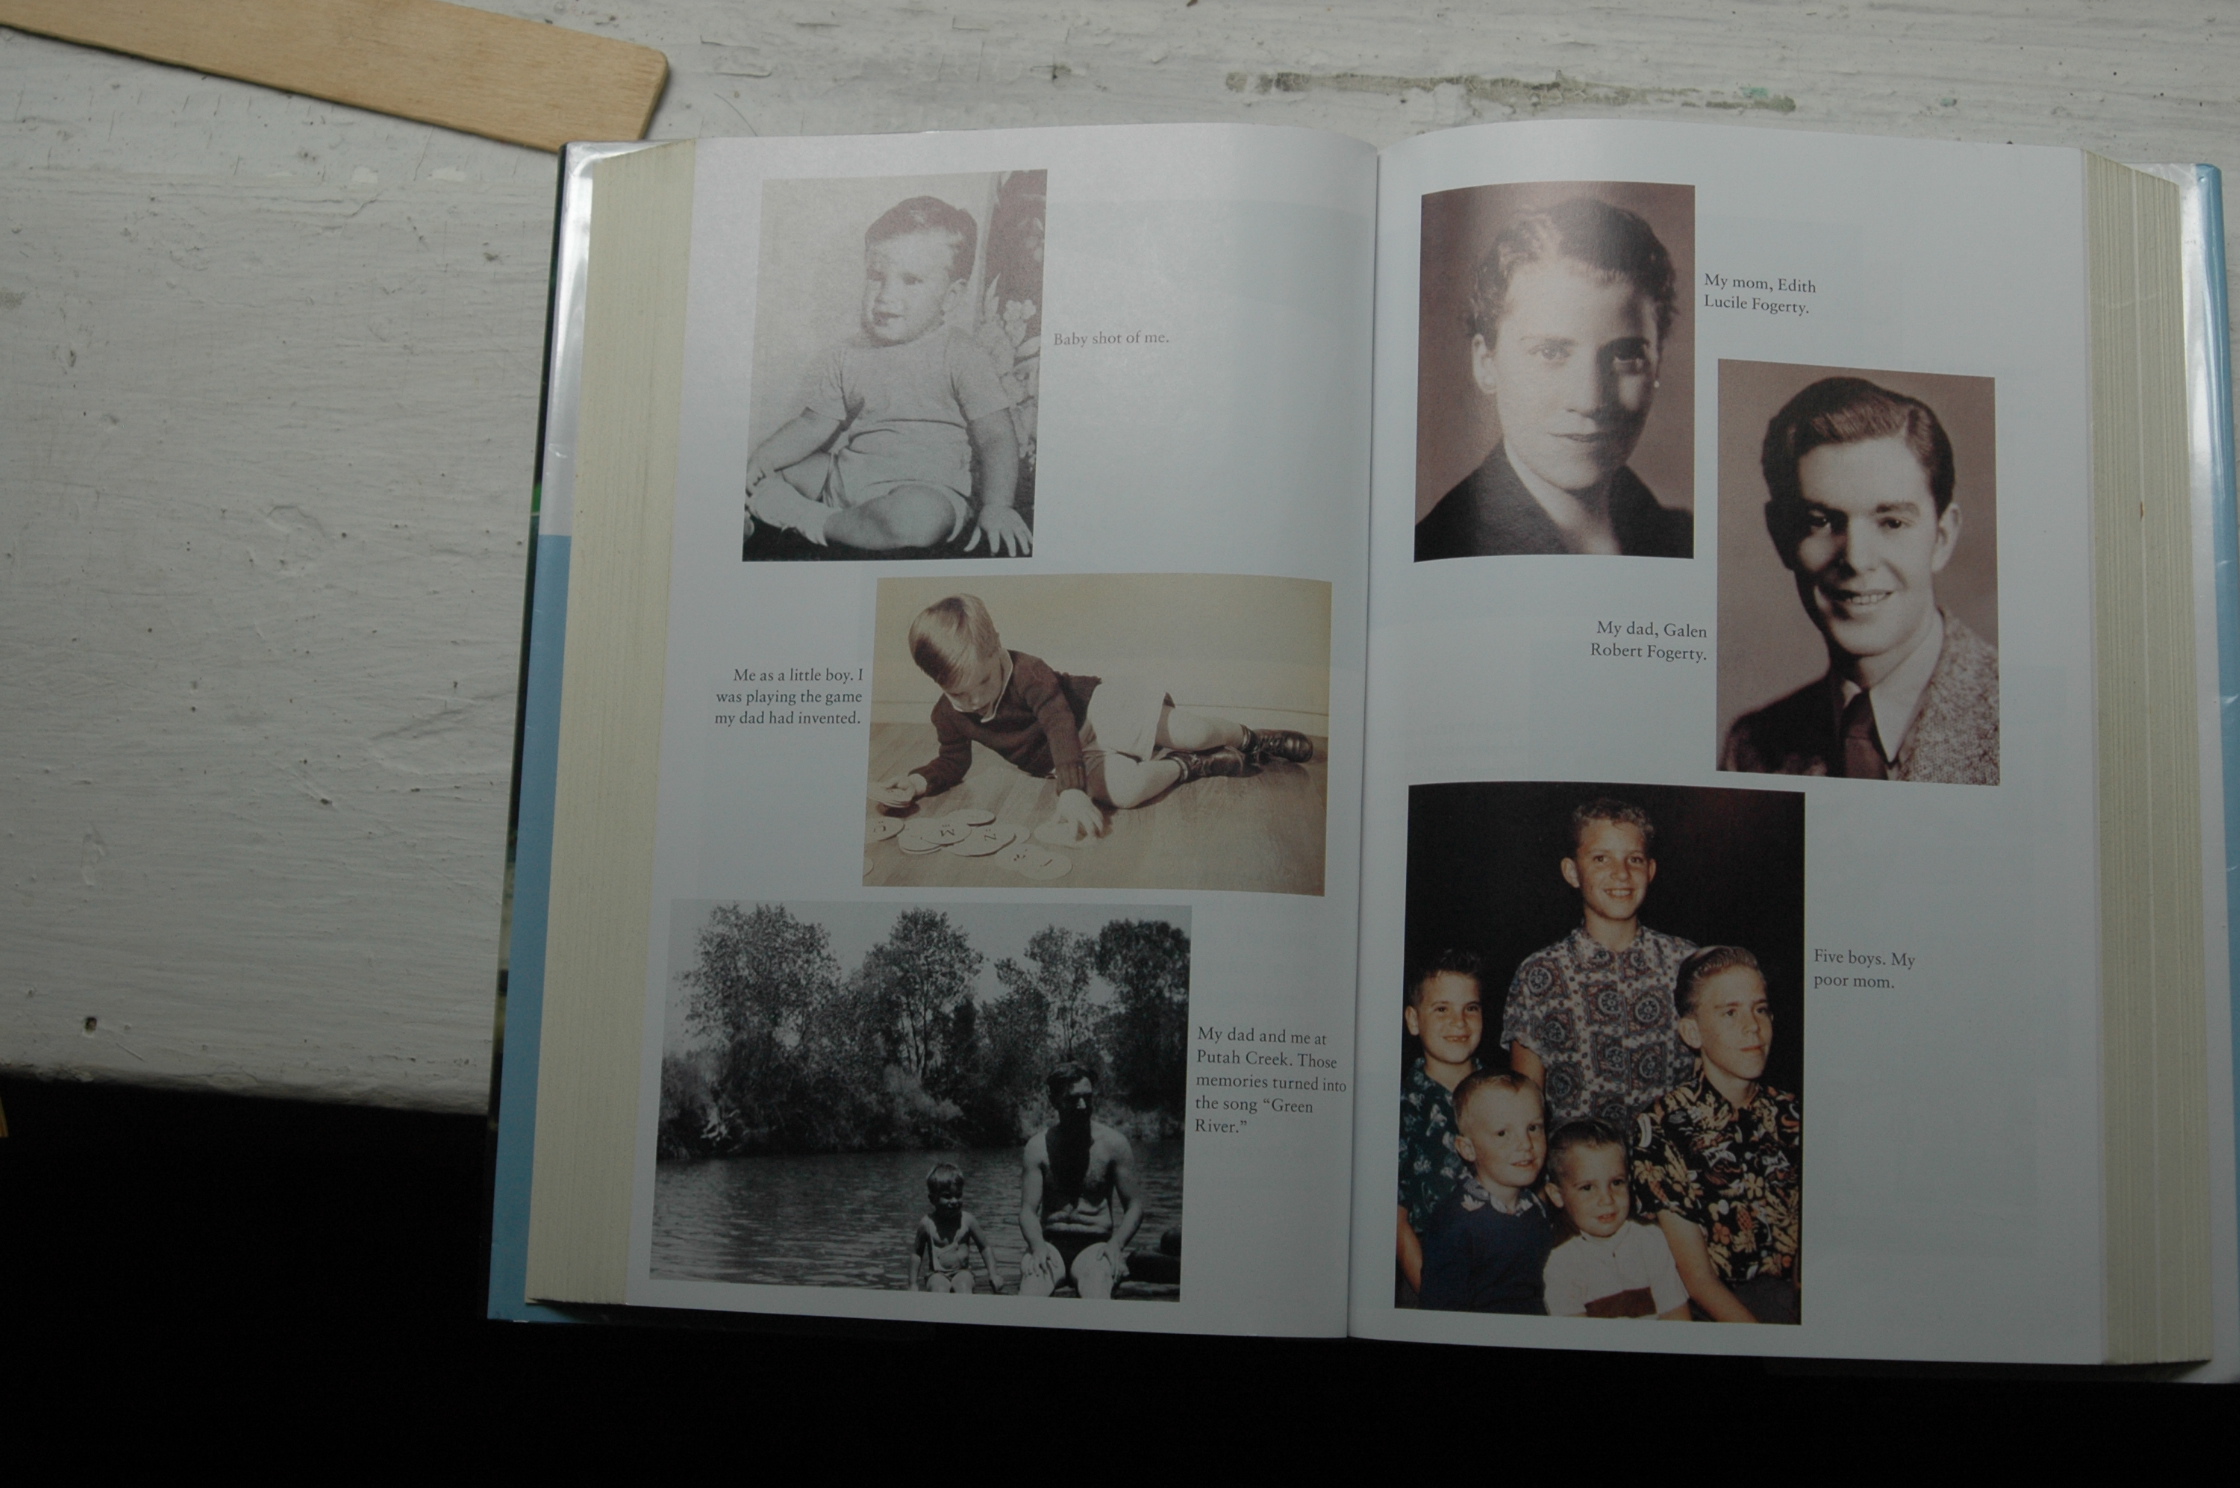 Baby shot of me.
Me as a little boy. I
was playing the game
my dad had invented.
My dad and me at
Putah Creek. Those
memories turned into
the song “Green
River.”
My mom, Edith
Lucile Fogerty.
My dad, Galen
Robert Fogerty.
Five boys. My
poor mom.